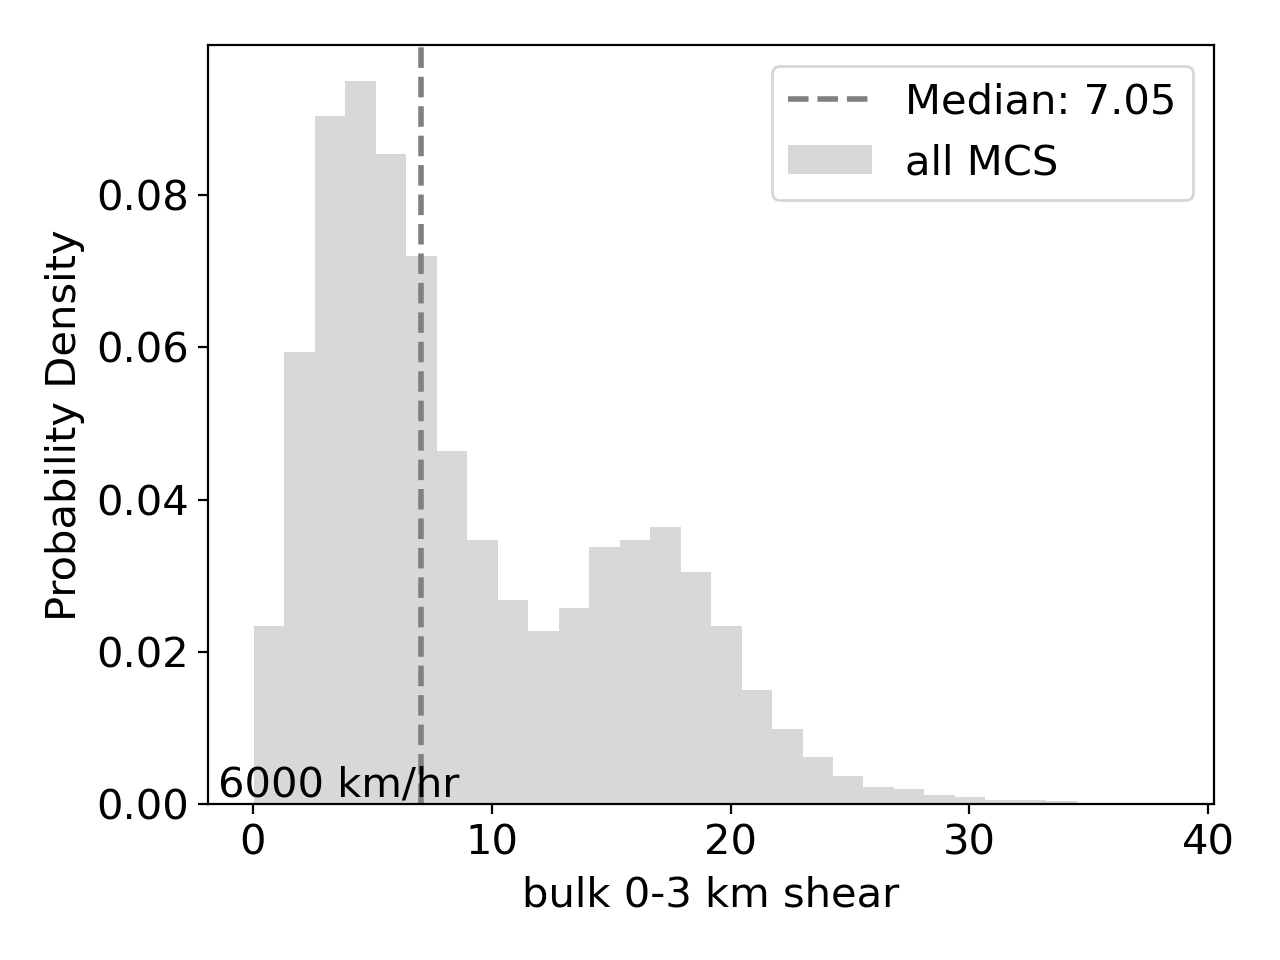 Median: 7.05
all MCS
Probability Density
0.08
0.06
0.04
0.02
0.00
6000 km/hr
0 10 20 30 40
bulk 0-3 km shear